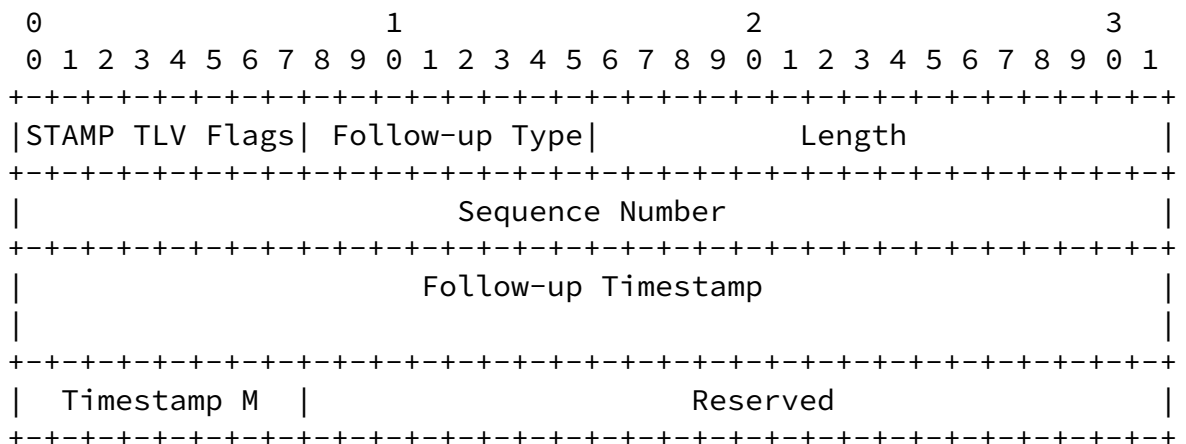 0                   1                   2                   3
 0 1 2 3 4 5 6 7 8 9 0 1 2 3 4 5 6 7 8 9 0 1 2 3 4 5 6 7 8 9 0 1
+-+-+-+-+-+-+-+-+-+-+-+-+-+-+-+-+-+-+-+-+-+-+-+-+-+-+-+-+-+-+-+-+
|STAMP TLV Flags| Follow-up Type|           Length              |
+-+-+-+-+-+-+-+-+-+-+-+-+-+-+-+-+-+-+-+-+-+-+-+-+-+-+-+-+-+-+-+-+
|                        Sequence Number                        |
+-+-+-+-+-+-+-+-+-+-+-+-+-+-+-+-+-+-+-+-+-+-+-+-+-+-+-+-+-+-+-+-+
|                      Follow-up Timestamp                      |
|                                                               |
+-+-+-+-+-+-+-+-+-+-+-+-+-+-+-+-+-+-+-+-+-+-+-+-+-+-+-+-+-+-+-+-+
|  Timestamp M  |                     Reserved                  |
+-+-+-+-+-+-+-+-+-+-+-+-+-+-+-+-+-+-+-+-+-+-+-+-+-+-+-+-+-+-+-+-+